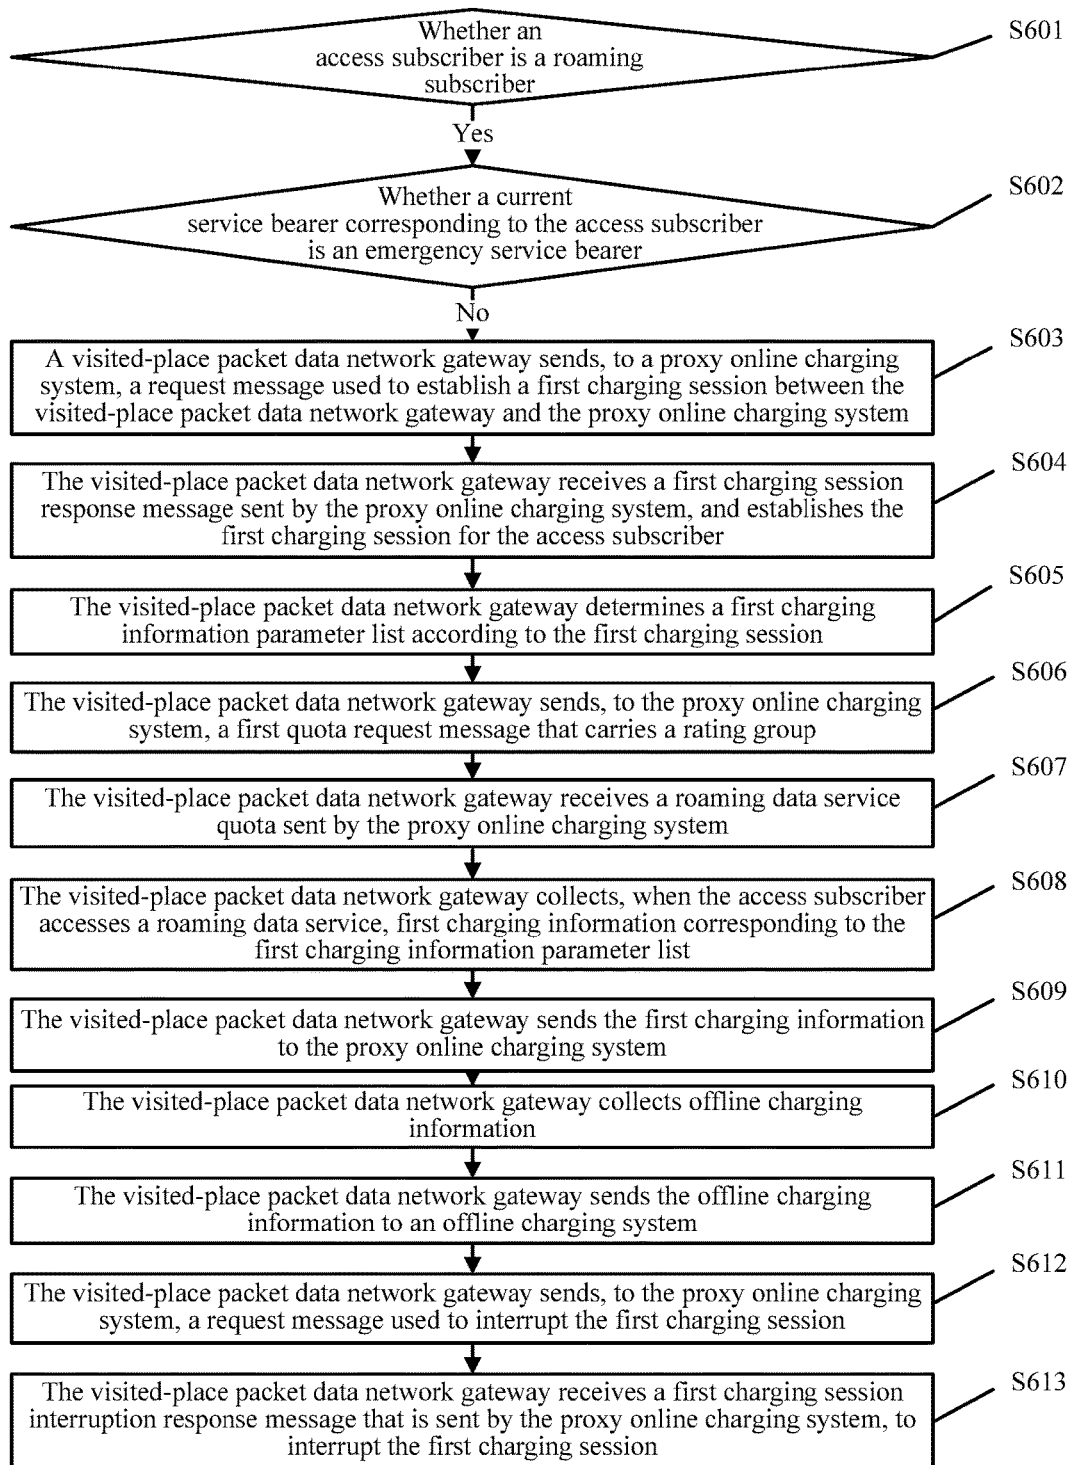 Whether an
access subscriber is a roaming
subscriber
S601
Yes
Whether a current
service bearer corresponding to the access subscriber
is an emergency service bearer
S602
No
A visited-place packet data network gateway sends, to a proxy online charging
system, a request message used to establish a first charging session between the
visited-place packet data network gateway and the proxy online charging system
S603
The visited-place packet data network gateway receives a first charging session
response message sent by the proxy online charging system, and establishes the
first charging session for the access subscriber
S604
The visited-place packet data network gateway determines a first charging
information parameter list according to the first charging session
S605
The visited-place packet data network gateway sends, to the proxy online charging
system, a first quota request message that carries a rating group
S606
The visited-place packet data network gateway receives a roaming data service
quota sent by the proxy online charging system
S607
The visited-place packet data network gateway collects, when the access subscriber
accesses a roaming data service, first charging information corresponding to the
first charging information parameter list
S608
The visited-place packet data network gateway sends the first charging information
to the proxy online charging system
S609
The visited-place packet data network gateway collects offline charging
information
S610
The visited-place packet data network gateway sends the offline charging
information to an offline charging system
S611
The visited-place packet data network gateway sends, to the proxy online charging
system, a request message used to interrupt the first charging session
S612
The visited-place packet data network gateway receives a first charging session
interruption response message that is sent by the proxy online charging system, to
interrupt the first charging session
S613